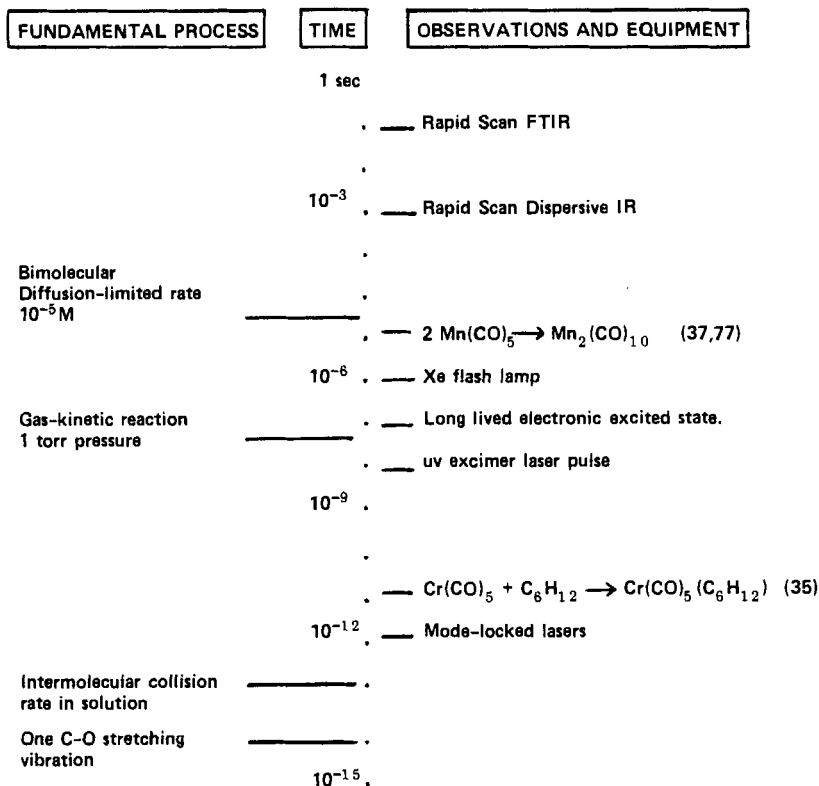 FUNDAMENTAL PROCESS TIME OBSERVATIONS AND EQUIPMENT
1 sec
Rapid Scan FTIR
10⁻³
Rapid Scan Dispersive IR
Bimolecular
Diffusion-limited rate
10⁻⁵M
2 Mn(CO)₅ → Mn₂(CO)₁₀ (37,77)
10⁻⁶ Xe flash lamp
Gas-kinetic reaction
1 torr pressure
Long lived electronic excited state.
uv excimer laser pulse
10⁻⁹
Cr(CO)₅ + C₆H₁₂ → Cr(CO)₅(C₆H₁₂) (35)
10⁻¹² Mode-locked lasers
Intermolecular collision
rate in solution
One C-O stretching
vibration
10⁻¹⁵